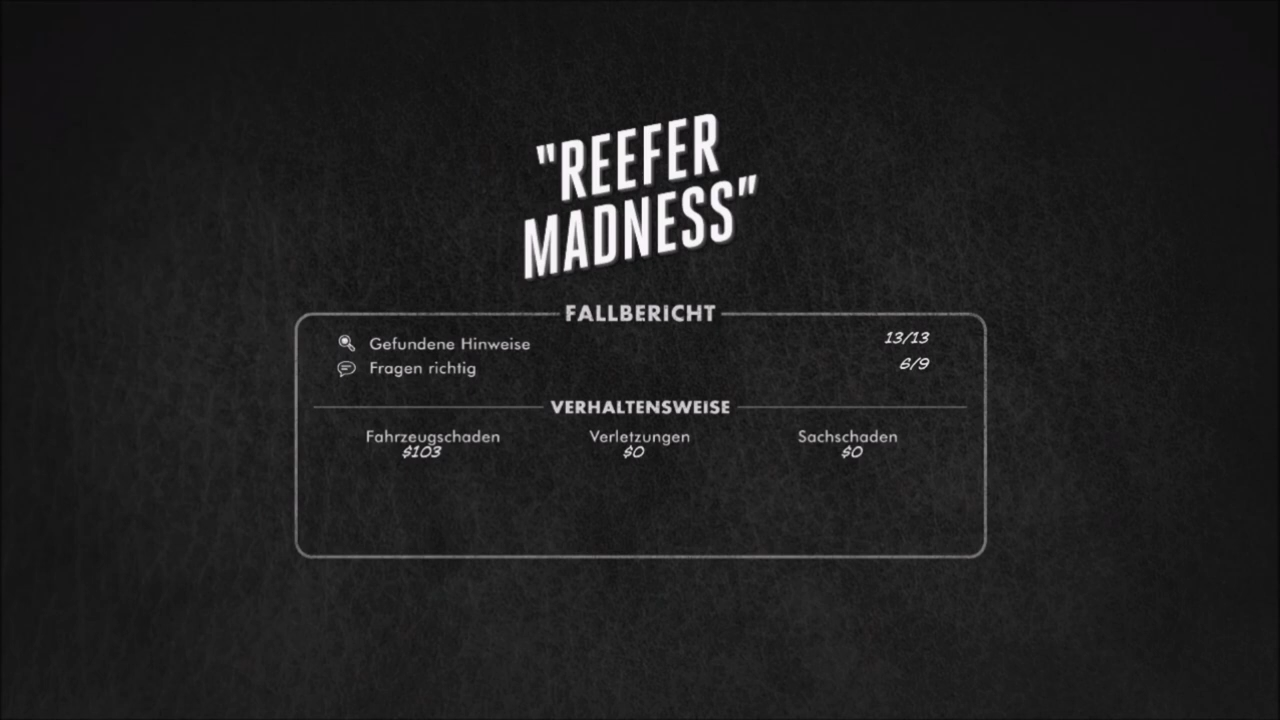 "REEFER
MADNESS"
FALLBERICHT
Gefundene Hinweise 13/13
Fragen richtig 6/9
VERHALTENSWEISE
Fahrzeugschaden Verletzungen Sachschaden
$103 $0 $0